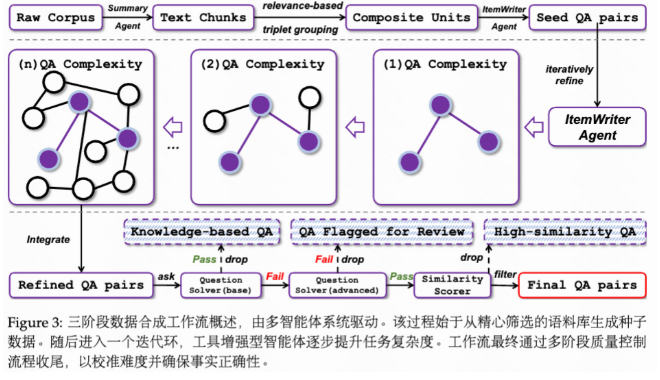 Raw Corpus
Summary
Agent
Text Chunks
relevance-based
triplet grouping
Composite Units
ItemWriter
Agent
Seed QA pairs
(n)QA Complexity
(2)QA Complexity
(1)QA Complexity
...
iteratively
refine
ItemWriter
Agent
Integrate
Knowledge-based QA
QA Flagged for Review
High-similarity QA
Pass
drop
Fail
drop
drop
Refined QA pairs
ask
Question
Solver(base)
Fail
Question
Solver(advanced)
Pass
Similarity
Scorer
filter
Final QA pairs
Figure 3: 三阶段数据合成工作流概述，由多智能体系统驱动。该过程始于从精心筛选的语料库生成种子
数据。随后进入一个迭代环，工具增强型智能体逐步提升任务复杂度。工作流最终通过多阶段质量控制
流程收尾，以校准难度并确保事实正确性。